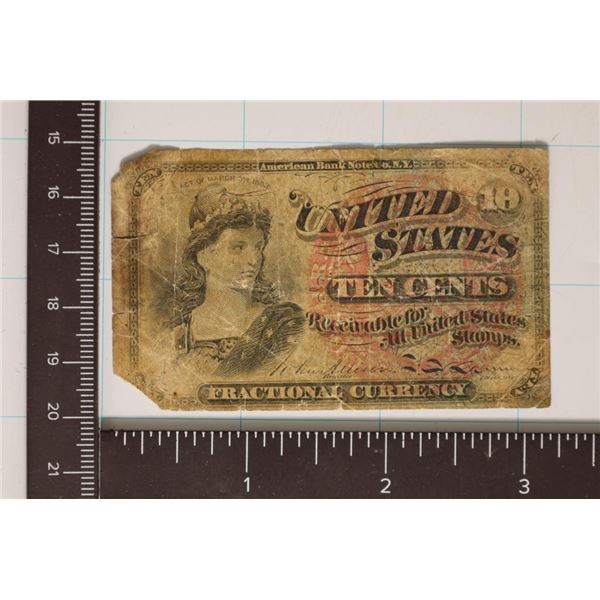 American Bank Note Co. N.Y.
ACT OF MARCH 3rd 1863.
10
UNITED
STATES
TEN CENTS
Receivable for
All United States
Stamps.
FRACTIONAL CURRENCY
15
16
17
18
19
20
21
1 2 3